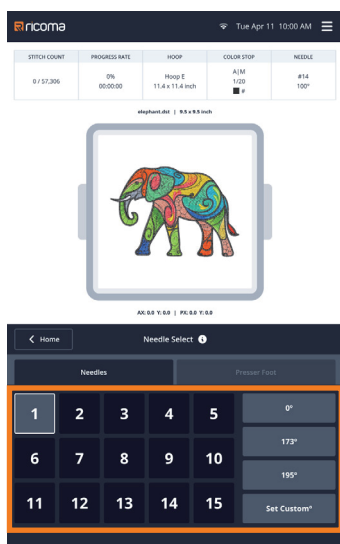 ricoma
Tue Apr 11 10:00 AM
STITCH COUNT PROGRESS RATE HOOP COLOR STOP NEEDLE
0 / 57,306 0% 00:00:00 Hoop E 11.4 x 11.4 inch A|M 1/20 # #14 100°
elephant.dst | 9.5 x 9.5 inch
AX: 0.0 Y: 0.0 | PX: 0.0 Y: 0.0
Home Needle Select
Needles Presser Foot
1 2 3 4 5 0°
173°
6 7 8 9 10 195°
11 12 13 14 15 Set Custom°